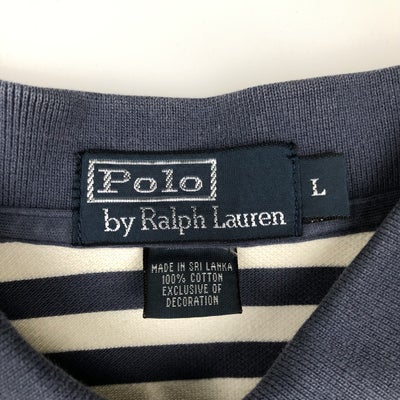 Polo
by Ralph Lauren
L
MADE IN SRI LANKA
100% COTTON
EXCLUSIVE OF
DECORATION